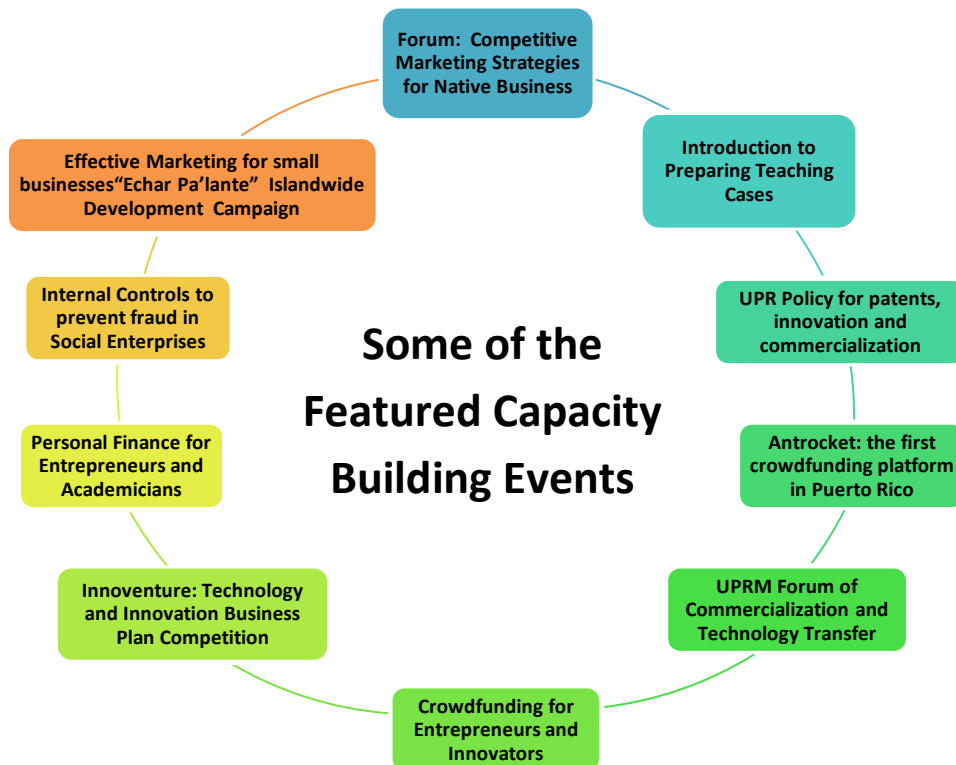 Forum: Competitive
Marketing Strategies
for Native Business
Introduction to
Preparing Teaching
Cases
UPR Policy for patents,
innovation and
commercialization
Antrocket: the first
crowdfunding platform
in Puerto Rico
UPRM Forum of
Commercialization and
Technology Transfer
Crowdfunding for
Entrepreneurs and
Innovators
Innoventure: Technology
and Innovation Business
Plan Competition
Personal Finance for
Entrepreneurs and
Academicians
Internal Controls to
prevent fraud in
Social Enterprises
Effective Marketing for small
businesses“Echar Pa’lante” Islandwide
Development Campaign
Some of the
Featured Capacity
Building Events